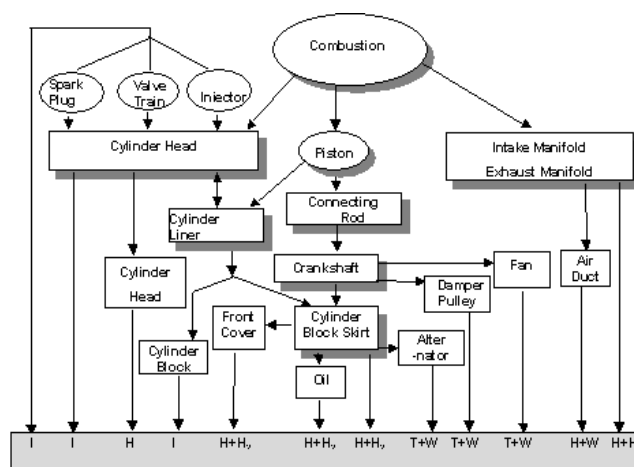 Combustion
Spark
Plug
Valve
Train
Injector
Cylinder Head
Piston
Intake Manifold
Exhaust Manifold
Cylinder
Liner
Connecting
Rod
Cylinder
Head
Crankshaft
Fan
Air
Duct
Damper
Pulley
Front
Cover
Cylinder
Block Skirt
Alter
-nator
Cylinder
Block
Oil
I I H I H+H, H+H, H+H, T+W T+W T+W H+W H+H